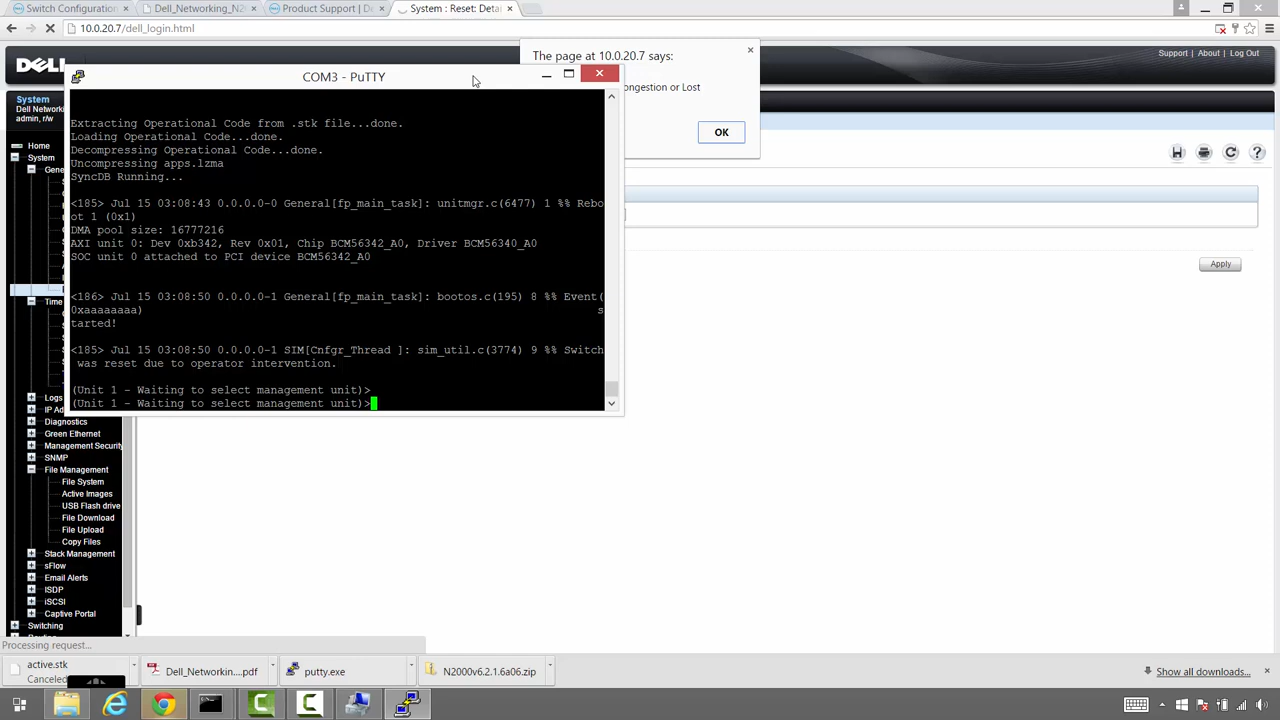 Switch Configuration
Dell_Networking_N2
Product Support | De
System : Reset: Detai
10.0.20.7/dell_login.html
DELL
Support | About | Log Out
The page at 10.0.20.7 says:
ongestion or Lost
OK
COM3 - PuTTY
Extracting Operational Code from .stk file...done.
Loading Operational Code...done.
Decompressing Operational Code...done.
Uncompressing apps.lzma
SyncDB Running...
<185> Jul 15 03:08:43 0.0.0.0-0 General[fp_main_task]: unitmgr.c(6477) 1 %% Rebo
ot 1 (0x1)
DMA pool size: 16777216
AXI unit 0: Dev 0xb342, Rev 0x01, Chip BCM56342_A0, Driver BCM56340_A0
SOC unit 0 attached to PCI device BCM56342_A0
<186> Jul 15 03:08:50 0.0.0.0-1 General[fp_main_task]: bootos.c(195) 8 %% Event(
0xaaaaaaaa) s
tarted!
<185> Jul 15 03:08:50 0.0.0.0-1 SIM[Cnfgr_Thread ]: sim_util.c(3774) 9 %% Switch
was reset due to operator intervention.
(Unit 1 - Waiting to select management unit)>
(Unit 1 - Waiting to select management unit)>
System
Dell Networ
admin, r/w
Home
System
Gene
Time
Logs
IP Ad
Diagnostics
Green Ethernet
Management Security
SNMP
File Management
File System
Active Images
USB Flash drive
File Download
File Upload
Copy Files
Stack Management
sFlow
Email Alerts
ISDP
iSCSI
Captive Portal
Switching
Apply
Processing request...
active.stk
Canceled
Dell_Networkin....pdf
putty.exe
N2000v6.2.1.6a06.zip
Show all downloads...